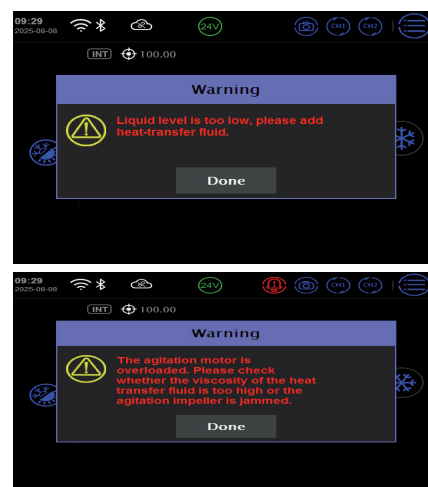 09:29
2025-08-08
24V
CH1
CH2
INT
100.00
Warning
Liquid level is too low, please add
heat-transfer fluid.
Done
09:29
2025-08-08
24V
CH1
CH2
INT
100.00
Warning
The agitation motor is
overloaded. Please check
whether the viscosity of the heat
transfer fluid is too high or the
agitation impeller is jammed.
Done